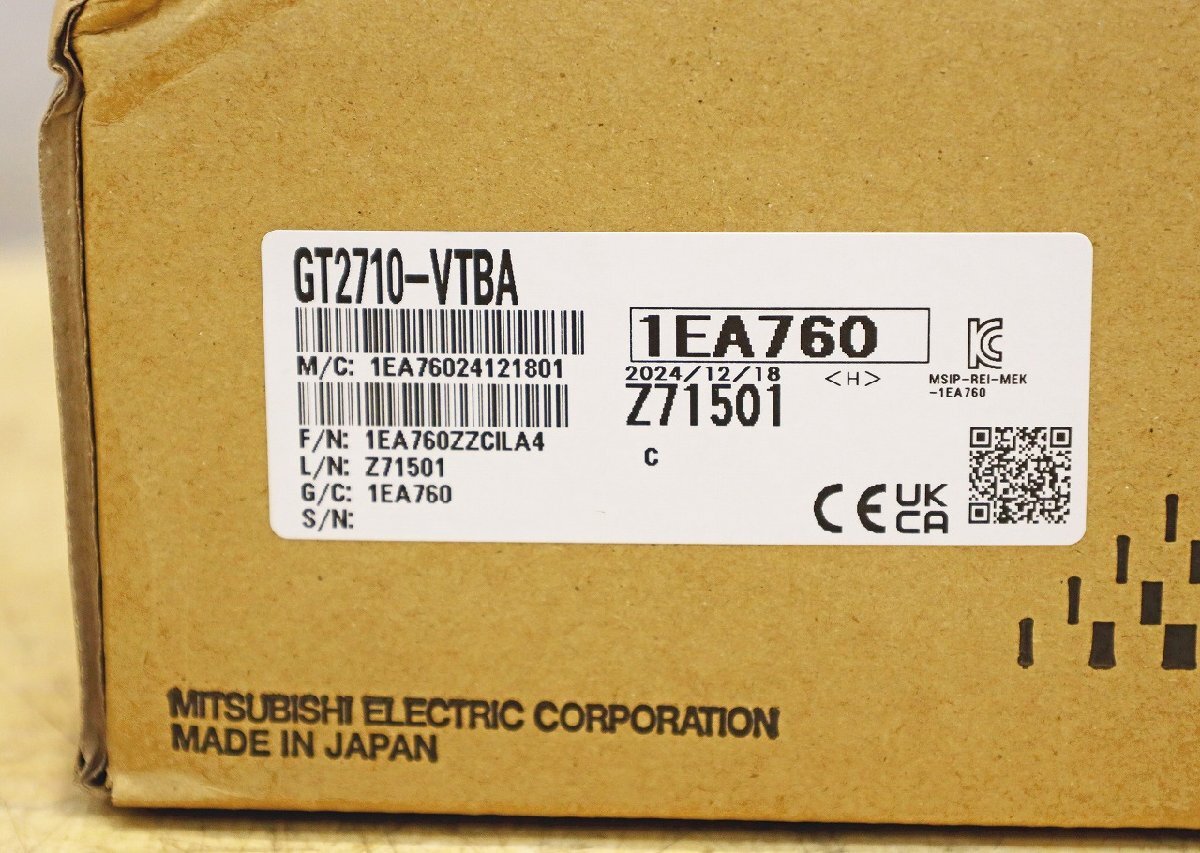 GT2710-VTBA
M/C: 1EA76024121801
F/N: 1EA760ZZCILA4
L/N: Z71501
G/C: 1EA760
S/N:
1EA760
2024/12/18 <H>
Z71501
C
MSIP-REI-MEK
-1EA760
CE
UK
CA
MITSUBISHI ELECTRIC CORPORATION
MADE IN JAPAN